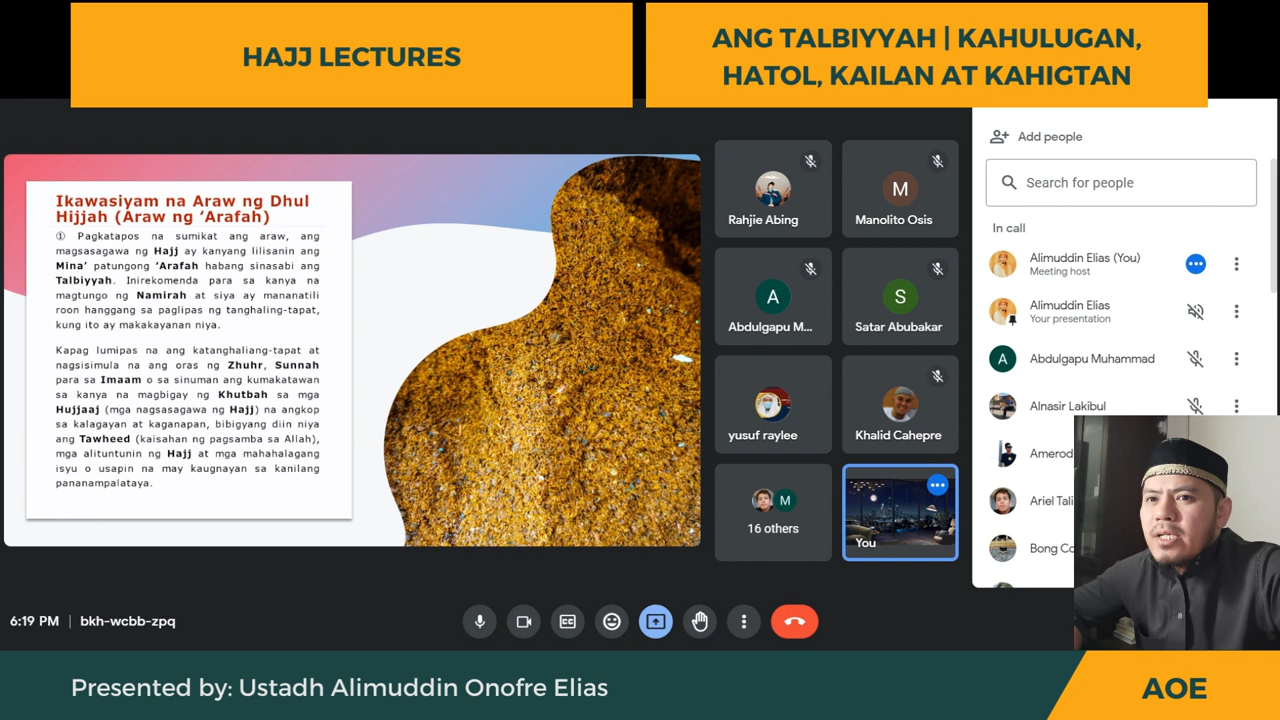 HAJJ LECTURES
ANG TALBIYYAH | KAHULUGAN,
HATOL, KAILAN AT KAHIGTAN
Ikawasiyam na Araw ng Dhul
Hijjah (Araw ng ‘Arafah)
① Pagkatapos na sumikat ang araw, ang
magsasagawa ng Hajj ay kanyang lilisanin ang
Mina’ patungong ‘Arafah habang sinasabi ang
Talbiyyah. Inirekomenda para sa kanya na
magtungo ng Namirah at siya ay mananatili
roon hanggang sa paglipas ng tanghaling-tapat,
kung ito ay makakayanan niya.
Kapag lumipas na ang katanghalian-tapat at
nagsisimula na ang oras ng Zhuhr, Sunnah
para sa Imaam o sa sinuman ang kumakatawan
sa kanya na magbigay ng Khutbah sa mga
Hujjaaj (mga nagsasagawa ng Hajj) na angkop
sa kalagayan at kaganapan, bibigyang diin niya
ang Tawheed (kaisahan ng pagsamba sa Allah),
mga alituntunin ng Hajj at mga mahahalagang
isyu o usapin na may kaugnayan sa kanilang
pananampalataya.
Rahjie Abing
M
Manolito Osis
A
Abdulgapu M...
S
Satar Abubakar
yusuf raylee
Khalid Cahepre
M
16 others
You
Add people
Search for people
In call
Alimuddin Elias (You)
Meeting host
Alimuddin Elias
Your presentation
A
Abdulgapu Muhammad
Alnasir Lakibul
Amerod
Ariel Tali
Bong Co
6:19 PM | bkh-wcbb-zpq
Presented by: Ustadh Alimuddin Onofre Elias
AOE